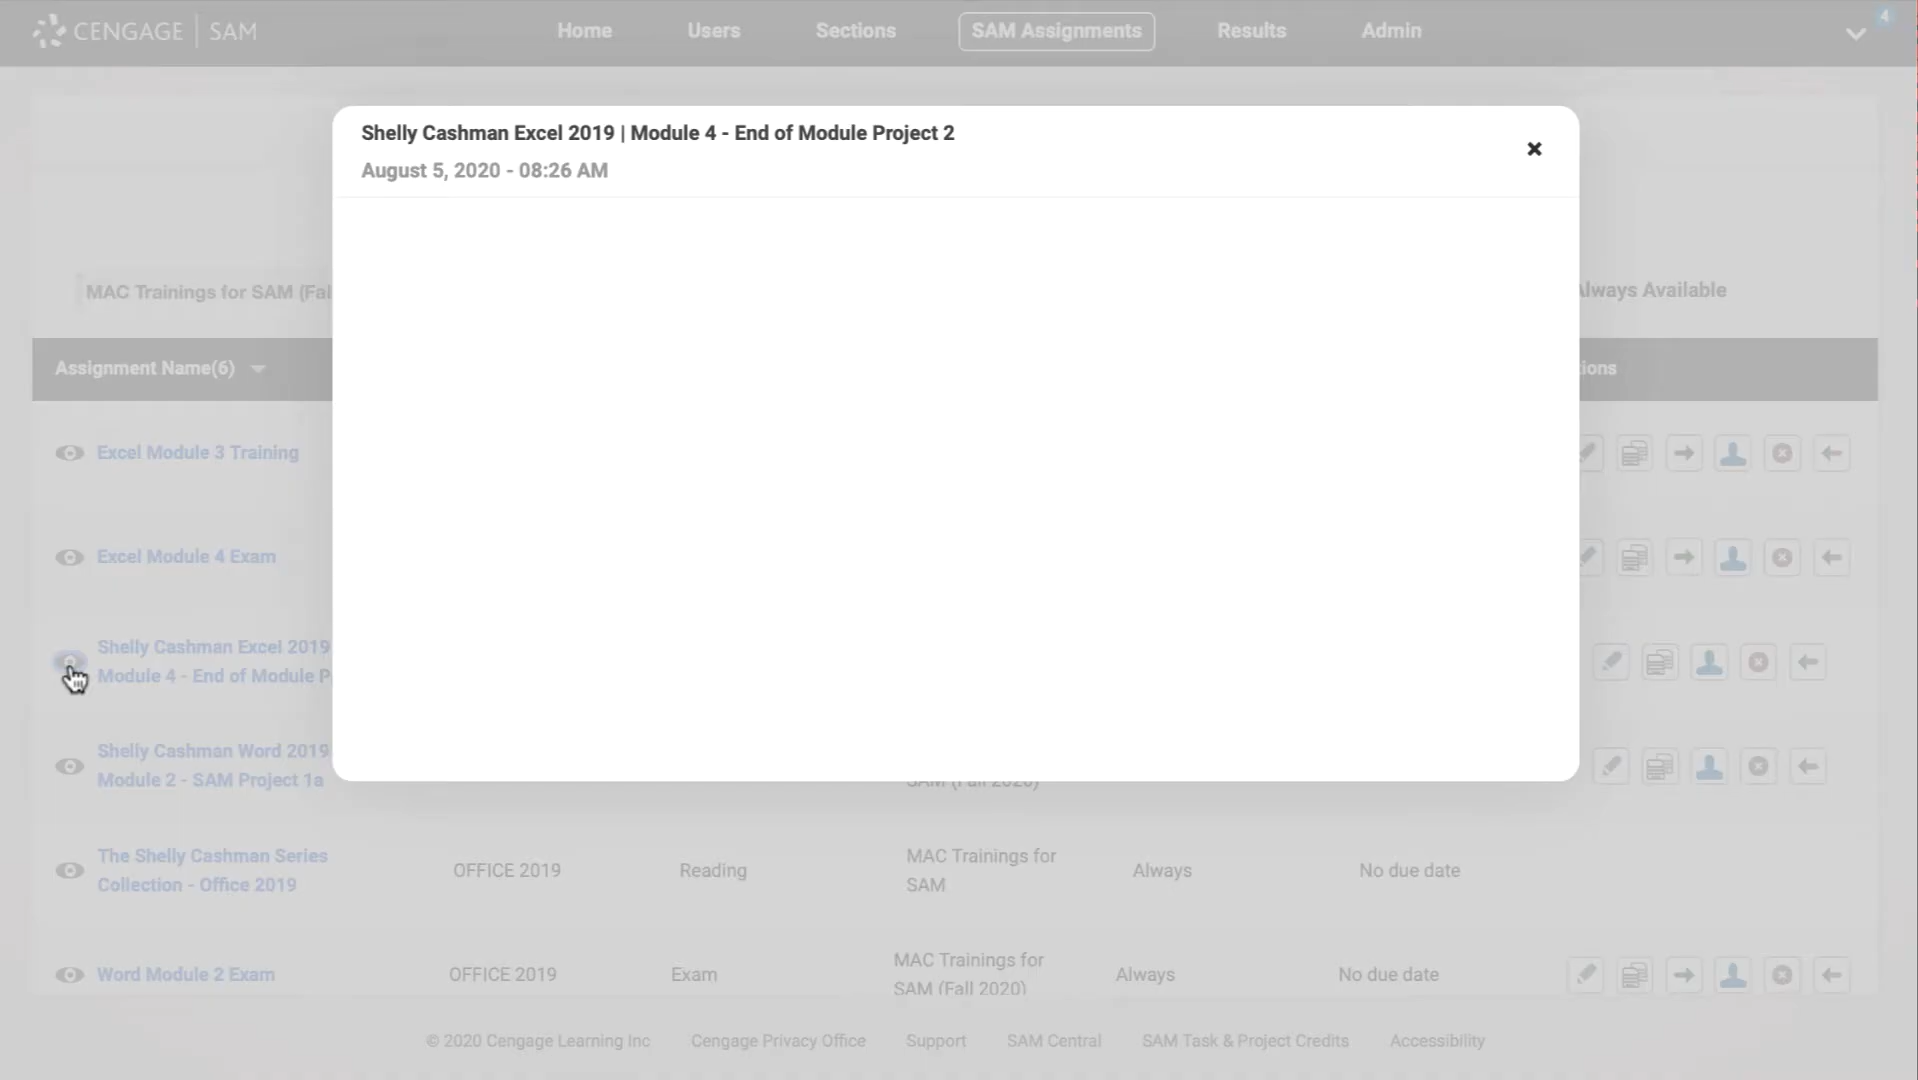 CENGAGE | SAM
Home
Users
Sections
SAM Assignments
Results
Admin
4
Shelly Cashman Excel 2019 | Module 4 - End of Module Project 2
August 5, 2020 - 08:26 AM
MAC Trainings for SAM (Fal
Always Available
Assignment Name(6)
tions
Excel Module 3 Training
Excel Module 4 Exam
Shelly Cashman Excel 2019
Module 4 - End of Module P
Shelly Cashman Word 2019
Module 2 - SAM Project 1a
SAM (Fall 2020)
The Shelly Cashman Series
Collection - Office 2019
OFFICE 2019
Reading
MAC Trainings for
SAM
Always
No due date
Word Module 2 Exam
OFFICE 2019
Exam
MAC Trainings for
SAM (Fall 2020)
Always
No due date
© 2020 Cengage Learning Inc
Cengage Privacy Office
Support
SAM Central
SAM Task & Project Credits
Accessibility